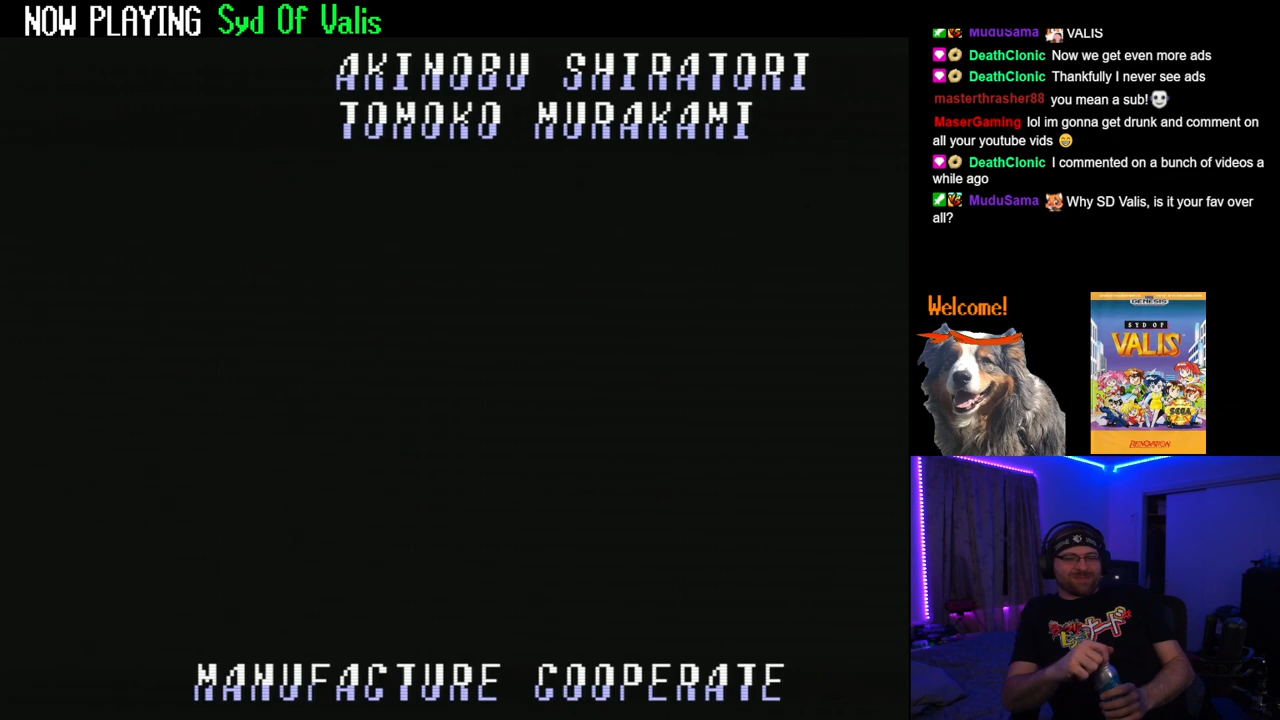 NOW PLAYING Syd Of Valis
AKINOBU SHIRATORI
TOMOKO MURAKAMI
MANUFACTURE COOPERATE
MuduSama VALIS
DeathClonic Now we get even more ads
DeathClonic Thankfully I never see ads
masterthrasher88 you mean a sub!
MaserGaming lol im gonna get drunk and comment on
all your youtube vids
DeathClonic I commented on a bunch of videos a
while ago
MuduSama Why SD Valis, is it your fav over
all?
Welcome!
GENESIS
SYD OF
VALIS
SEGA
RENOVATION